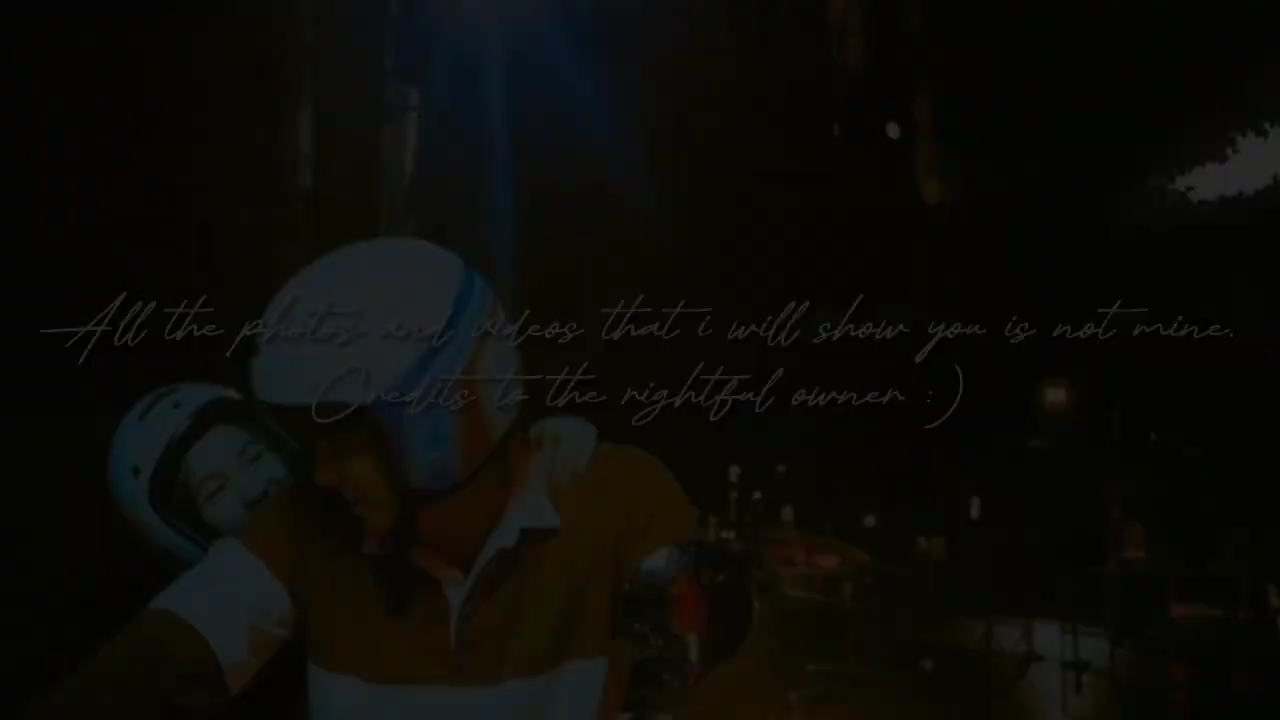 All the photos and videos that i will show you is not mine.
Credits to the rightful owner :)